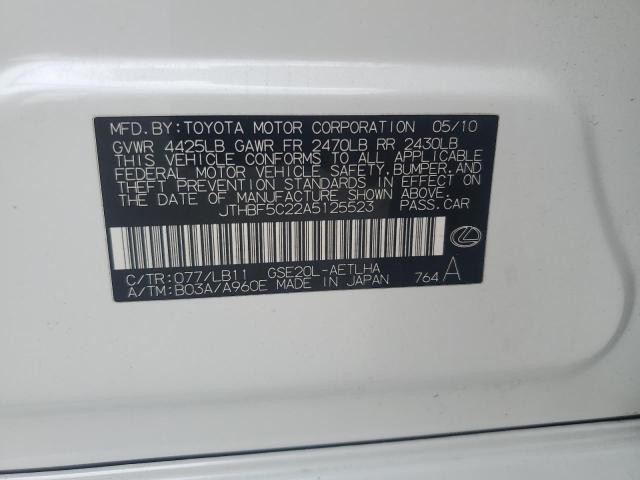 MFD.BY:TOYOTA MOTOR CORPORATION 05/10
GVWR 4425LB GAWR FR 2470LB RR 2430LB
THIS VEHICLE CONFORMS TO ALL APPLICABLE
FEDERAL MOTOR VEHICLE SAFETY,BUMPER,AND
THEFT PREVENTION STANDARDS IN EFFECT ON
THE DATE OF MANUFACTURE SHOWN ABOVE.
JTHBF5C22A5125523 PASS.CAR
C/TR:077/LB11 GSE20L-AETLHA
A/TM:B03A/A960E MADE IN JAPAN 764 A